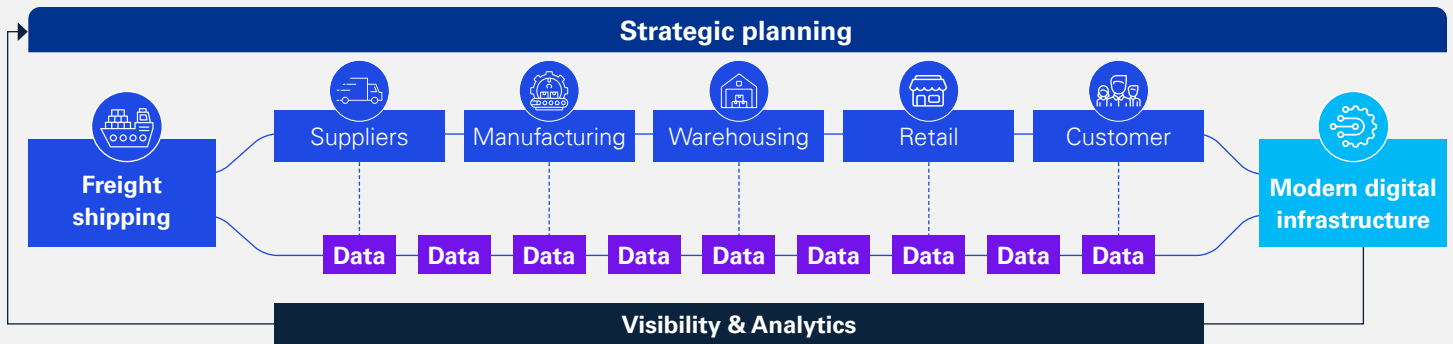 Strategic planning
Freight
shipping
Suppliers
Manufacturing
Warehousing
Retail
Customer
Modern digital
infrastructure
Data
Data
Data
Data
Data
Data
Data
Data
Data
Visibility & Analytics